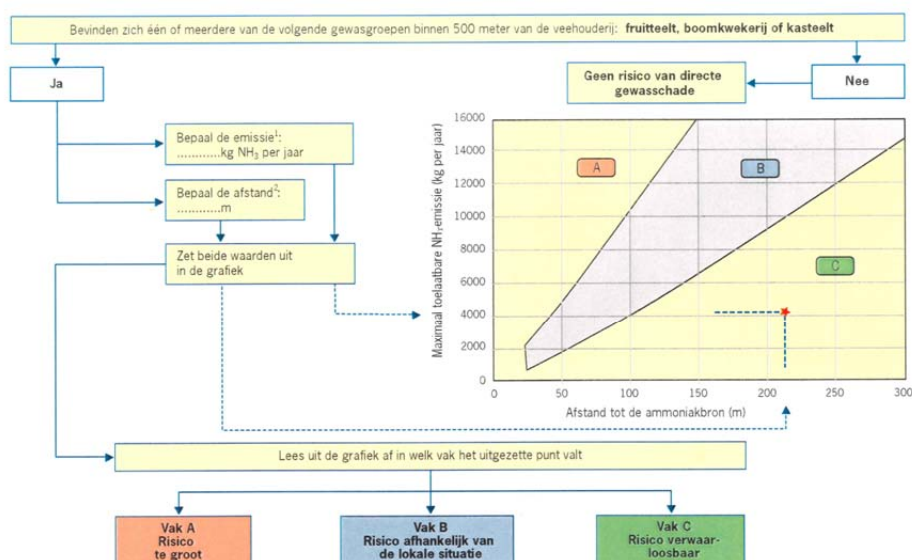 Bevinden zich één of meerdere van de volgende gewasgroepen binnen 500 meter van de veehouderij: fruitteelt, boomkwekerij of kasteelt
Ja
Geen risico van directe
gewasschade
Nee
Bepaal de emissie¹:
............kg NH₃ per jaar
Bepaal de afstand²:
............m
Zet beide waarden uit
in de grafiek
Maximaal toelaatbare NH₃emissie (kg per jaar)
16000
14000
12000
10000
8000
6000
4000
2000
0
A
B
C
0
50
100
150
200
250
300
Afstand tot de ammoniakbron (m)
Lees uit de grafiek af in welk vak het uitgezette punt valt
Vak A
Risico
te groot
Vak B
Risico afhankelijk van
de lokale situatie
Vak C
Risico verwaar-
loosbaar